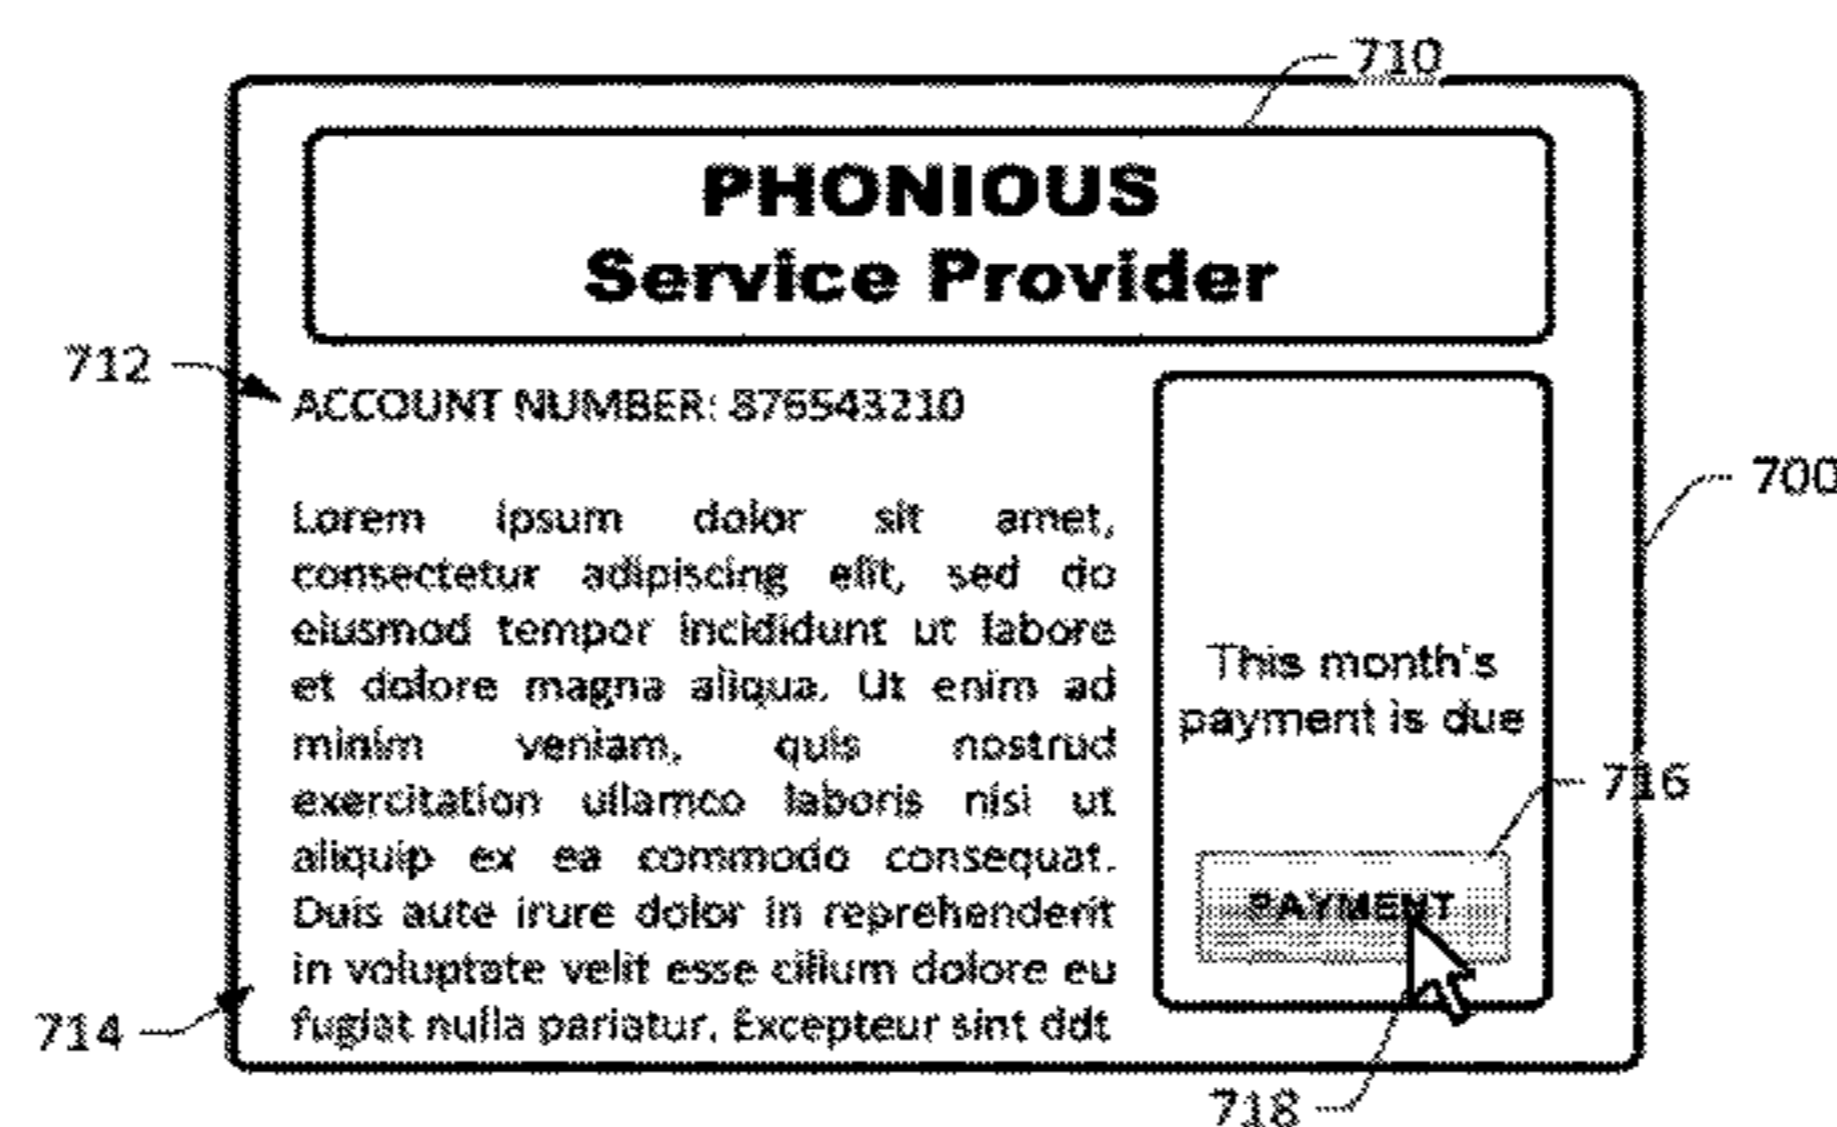 710
PHONIOUS
Service Provider
712
ACCOUNT NUMBER: 876543210
700
Lorem ipsum dolor sit amet,
consectetur adipiscing elit, sed do
eiusmod tempor incididunt ut labore
et dolore magna aliqua. Ut enim ad
minim veniam, quis nostrud
exercitation ullamco laboris nisi ut
aliquip ex ea commodo consequat.
Duis aute irure dolor in reprehenderit
in voluptate velit esse cillum dolore eu
fugiat nulla pariatur. Excepteur sint ddt
This month's
payment is due
716
PAYMENT
714
718